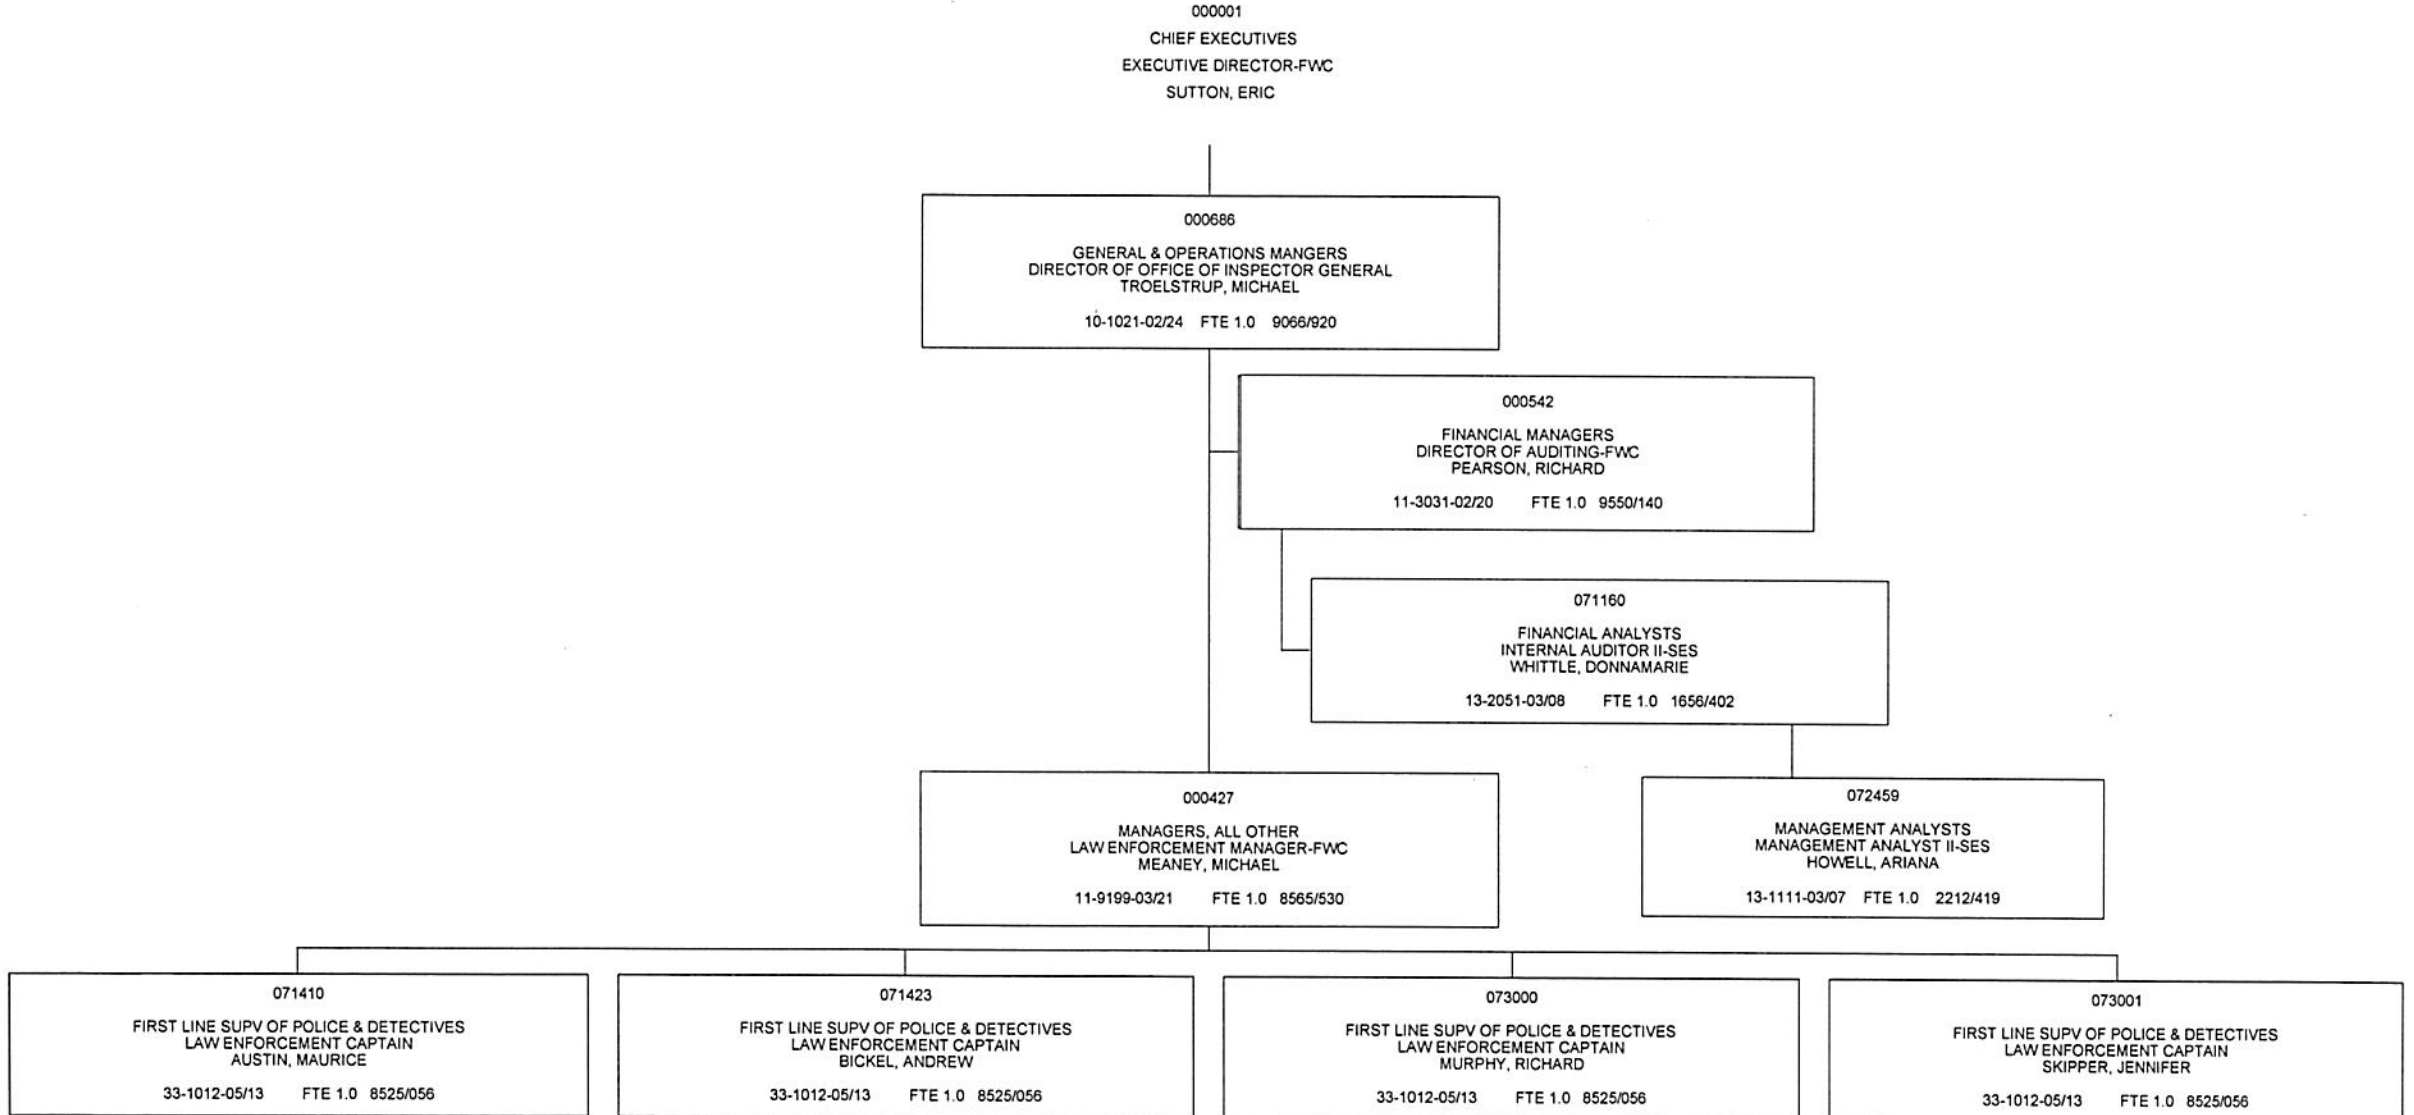 000001
CHIEF EXECUTIVES
EXECUTIVE DIRECTOR-FWC
SUTTON, ERIC
000686
GENERAL & OPERATIONS MANGERS
DIRECTOR OF OFFICE OF INSPECTOR GENERAL
TROELSTRUP, MICHAEL
10-1021-02/24 FTE 1.0 9066/920
000542
FINANCIAL MANAGERS
DIRECTOR OF AUDITING-FWC
PEARSON, RICHARD
11-3031-02/20 FTE 1.0 9550/140
071160
FINANCIAL ANALYSTS
INTERNAL AUDITOR II-SES
WHITTLE, DONNAMARIE
13-2051-03/08 FTE 1.0 1656/402
000427
MANAGERS, ALL OTHER
LAW ENFORCEMENT MANAGER-FWC
MEANEY, MICHAEL
11-9199-03/21 FTE 1.0 8565/530
072459
MANAGEMENT ANALYSTS
MANAGEMENT ANALYST II-SES
HOWELL, ARIANA
13-1111-03/07 FTE 1.0 2212/419
071410
FIRST LINE SUPV OF POLICE & DETECTIVES
LAW ENFORCEMENT CAPTAIN
AUSTIN, MAURICE
33-1012-05/13 FTE 1.0 8525/056
071423
FIRST LINE SUPV OF POLICE & DETECTIVES
LAW ENFORCEMENT CAPTAIN
BICKEL, ANDREW
33-1012-05/13 FTE 1.0 8525/056
073000
FIRST LINE SUPV OF POLICE & DETECTIVES
LAW ENFORCEMENT CAPTAIN
MURPHY, RICHARD
33-1012-05/13 FTE 1.0 8525/056
073001
FIRST LINE SUPV OF POLICE & DETECTIVES
LAW ENFORCEMENT CAPTAIN
SKIPPER, JENNIFER
33-1012-05/13 FTE 1.0 8525/056